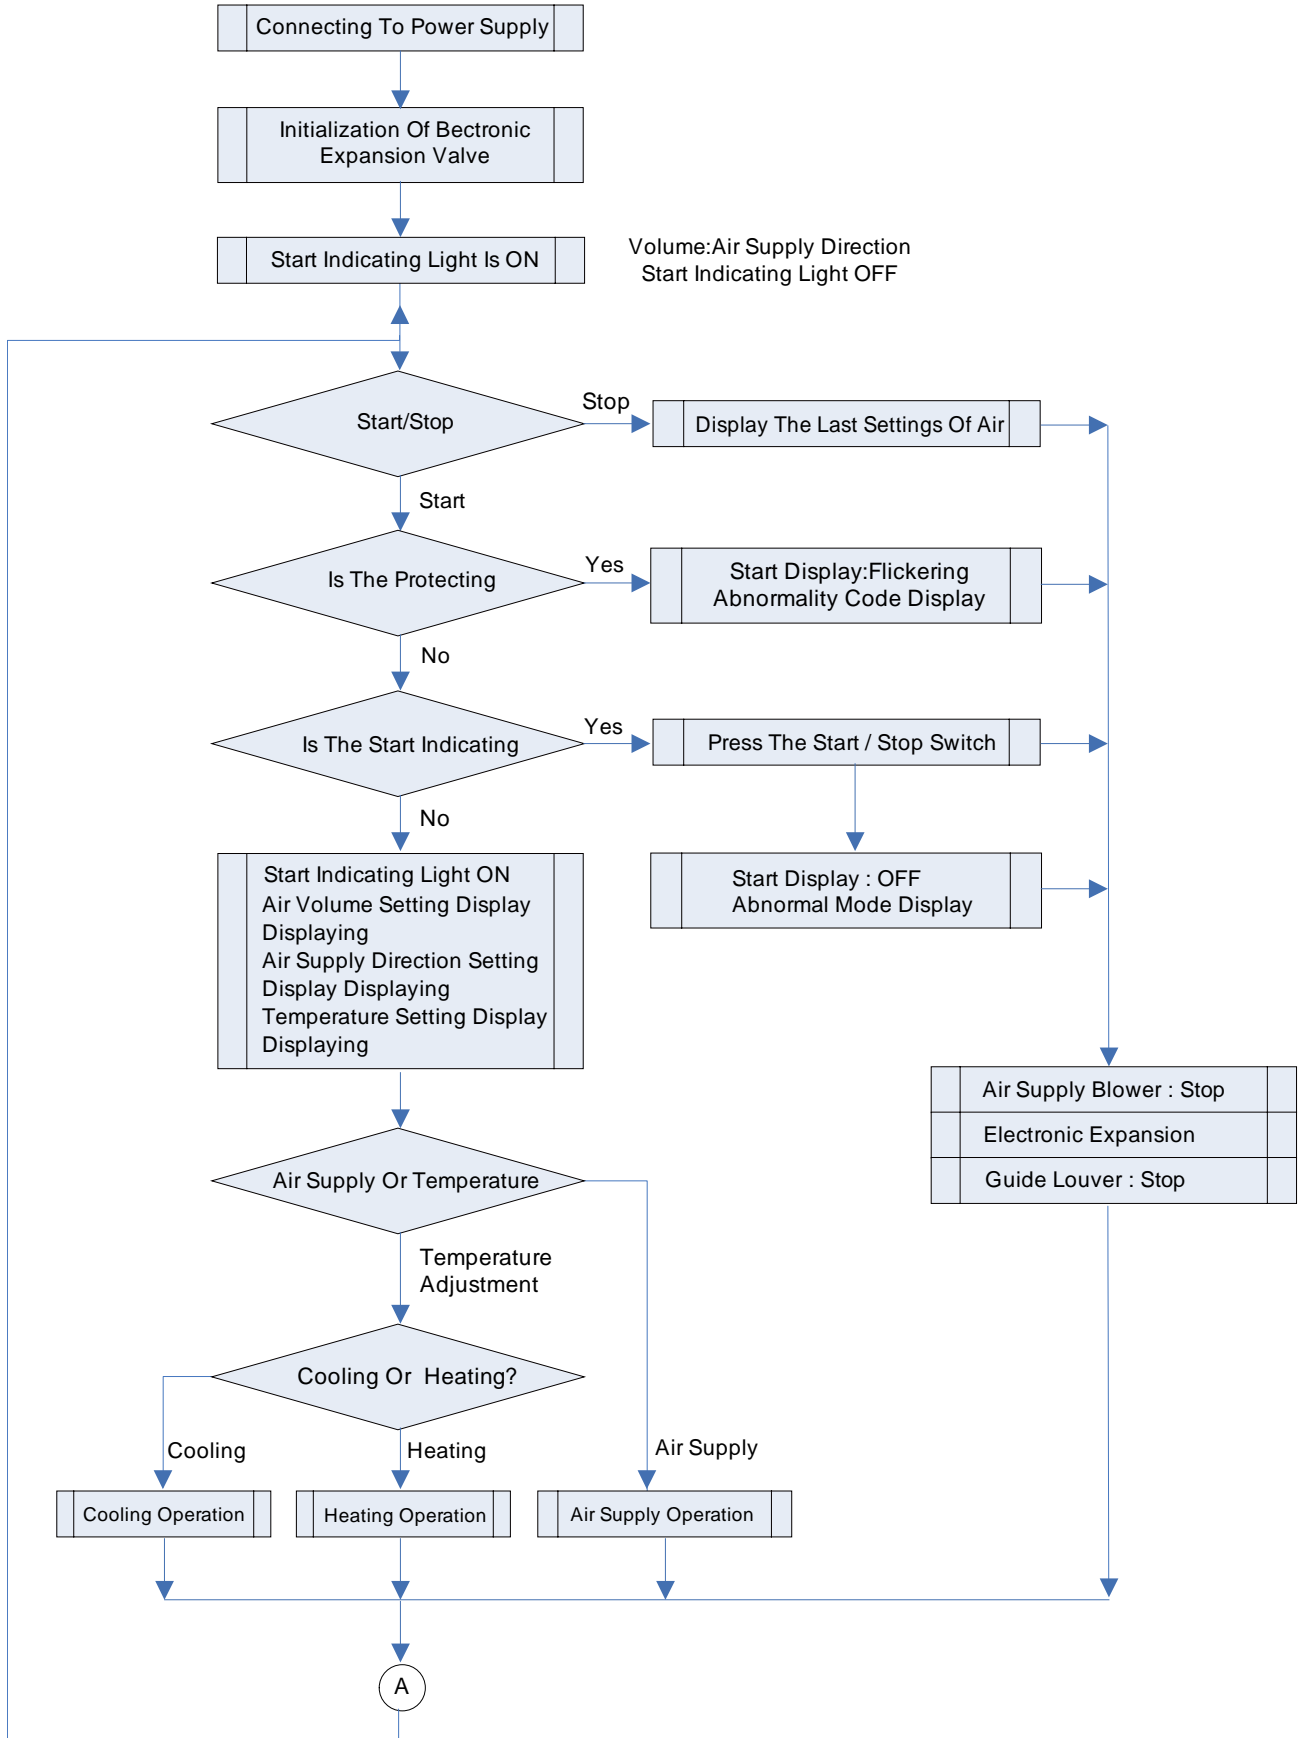 Connecting To Power Supply
Initialization Of Bectronic
Expansion Valve
Start Indicating Light Is ON
Volume:Air Supply Direction
Start Indicating Light OFF
Start/Stop
Stop
Display The Last Settings Of Air
Start
Is The Protecting
Yes
Start Display:Flickering
Abnormality Code Display
No
Is The Start Indicating
Yes
Press The Start / Stop Switch
No
Start Indicating Light ON
Air Volume Setting Display
Displaying
Air Supply Direction Setting
Display Displaying
Temperature Setting Display
Displaying
Start Display : OFF
Abnormal Mode Display
Air Supply Blower : Stop
Electronic Expansion
Guide Louver : Stop
Air Supply Or Temperature
Temperature
Adjustment
Cooling Or Heating?
Cooling
Heating
Air Supply
Cooling Operation
Heating Operation
Air Supply Operation
A